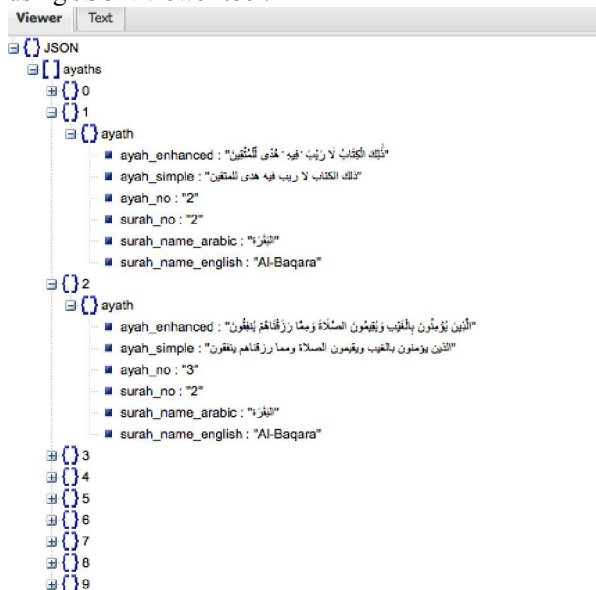 Viewer Text
JSON
ayaths
0
1
ayath
ayah_enhanced : "ذَٰلِكَ الْكِتَابُ لَا رَيْبَ ۛ فِيهِ ۛ هُدًى لِّلْمُتَّقِينَ"
ayah_simple : "ذلك الكتاب لا ريب فيه هدى للمتقين"
ayah_no : "2"
surah_no : "2"
surah_name_arabic : "البَقَرَة"
surah_name_english : "Al-Baqara"
2
ayath
ayah_enhanced : "الَّذِينَ يُؤْمِنُونَ بِالْغَيْبِ وَيُقِيمُونَ الصَّلَاةَ وَمِمَّا رَزَقْنَاهُمْ يُنفِقُونَ"
ayah_simple : "الذين يؤمنون بالغيب ويقيمون الصلاة ومما رزقناهم ينفقون"
ayah_no : "3"
surah_no : "2"
surah_name_arabic : "البَقَرَة"
surah_name_english : "Al-Baqara"
3
4
5
6
7
8
9